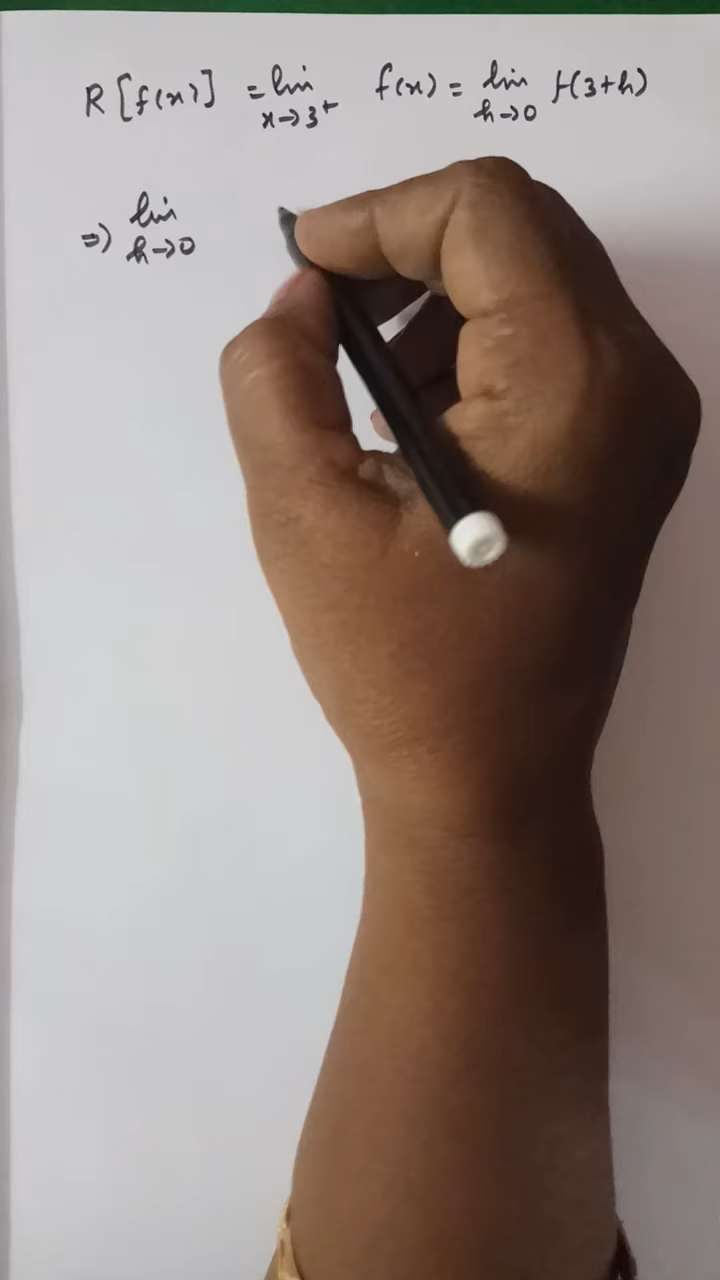 R[f(x)] = lim x→3⁺ f(x) = lim h→0 f(3+h)
⇒ lim h→0